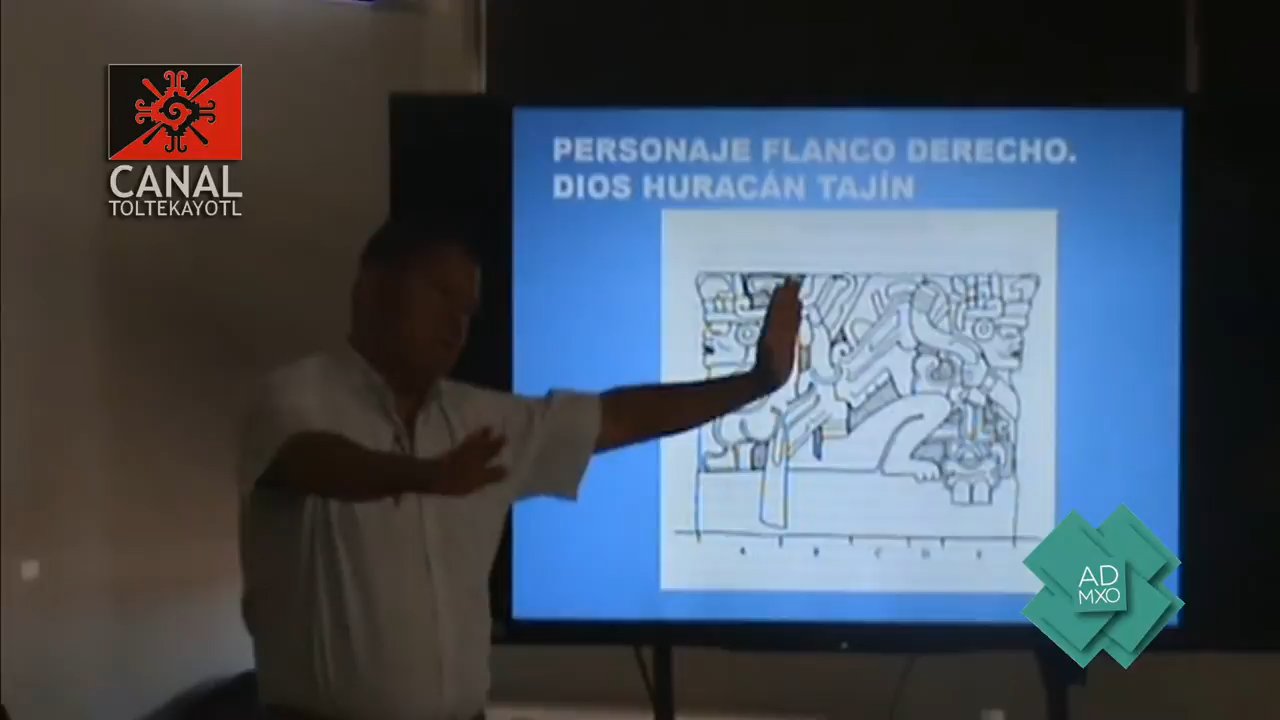 CANAL
TOLTEKAYOTL
PERSONAJE FLANCO DERECHO.
DIOS HURACÁN TAJÍN
A B C D E
AD
MXO